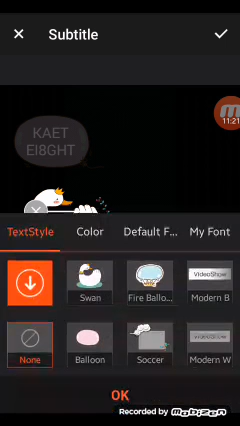 Subtitle
11:21
KAET
EI8GHT
TextStyle
Color
Default F...
My Font
Swan
Fire Ballo...
VideoShow
Modern B
None
Balloon
Soccer
Modern W
OK
Recorded by mobizen